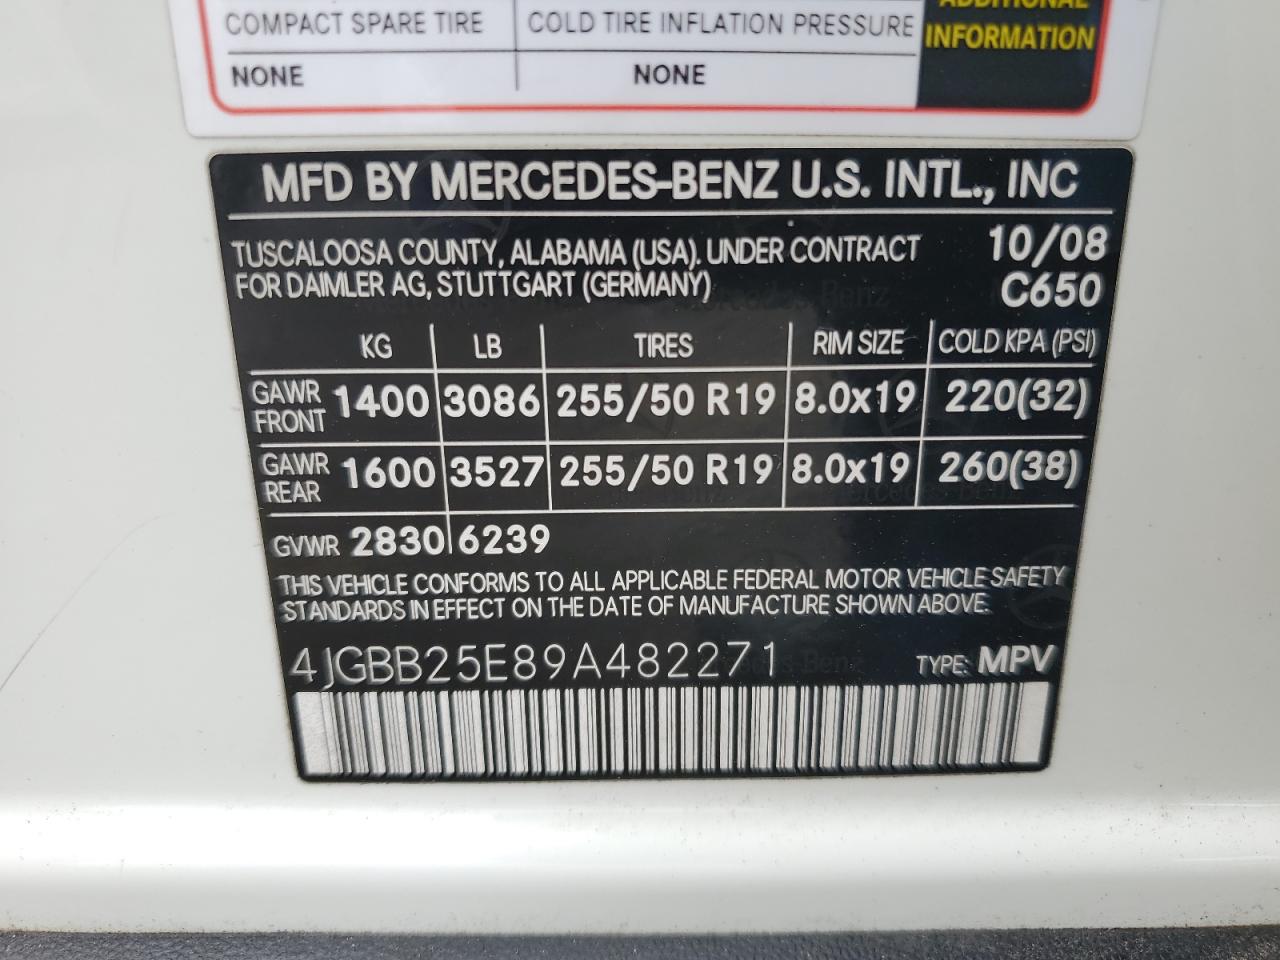 COMPACT SPARE TIRE COLD TIRE INFLATION PRESSURE ADDITIONAL
INFORMATION
NONE NONE
MFD BY MERCEDES-BENZ U.S. INTL., INC
TUSCALOOSA COUNTY, ALABAMA (USA). UNDER CONTRACT 10/08
FOR DAIMLER AG, STUTTGART (GERMANY) C650
KG LB TIRES RIM SIZE COLD KPA (PSI)
GAWR FRONT 1400 3086 255/50 R19 8.0x19 220(32)
GAWR REAR 1600 3527 255/50 R19 8.0x19 260(38)
GVWR 2830 6239
THIS VEHICLE CONFORMS TO ALL APPLICABLE FEDERAL MOTOR VEHICLE SAFETY
STANDARDS IN EFFECT ON THE DATE OF MANUFACTURE SHOWN ABOVE.
4JGBB25E89A482271 TYPE: MPV